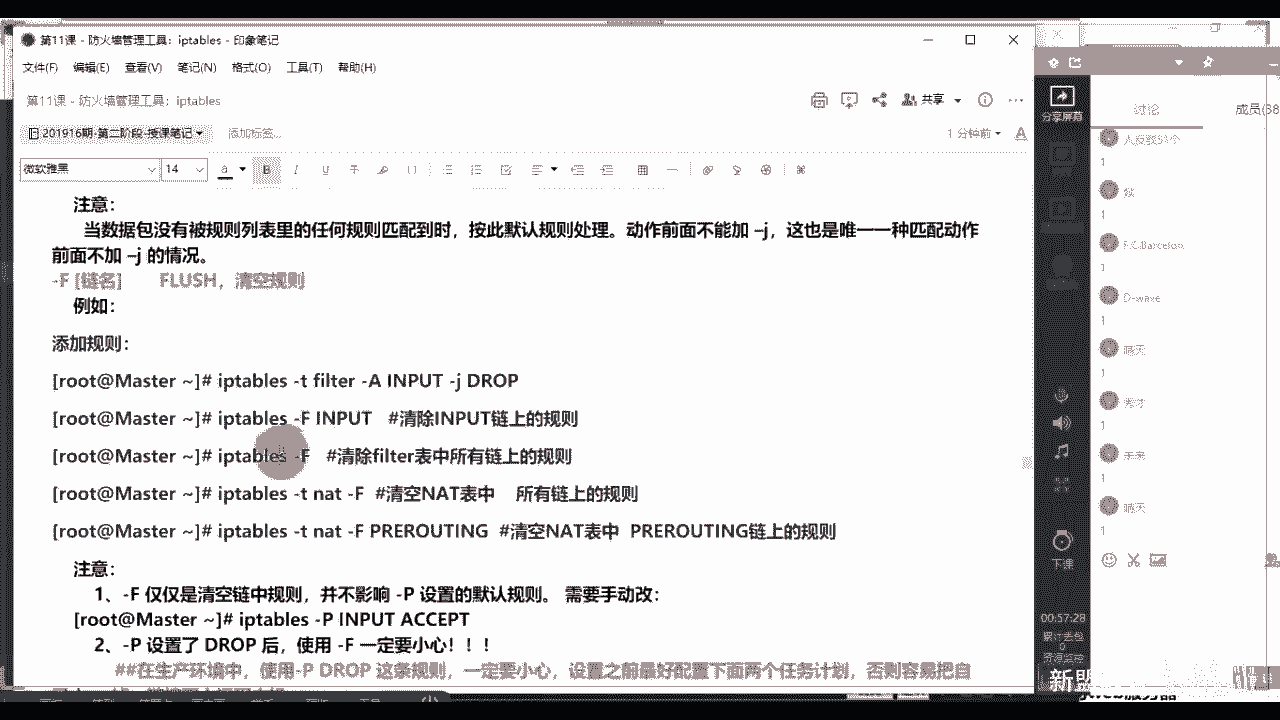 第11课 - 防火墙管理工具：iptables - 印象笔记
文件(F) 编辑(E) 查看(V) 笔记(N) 格式(O) 工具(T) 帮助(H)
第11课 - 防火墙管理工具：iptables
共享
201916期-第二阶段-授课笔记
添加标签...
1 分钟前
微软雅黑 14
注意：
当数据包没有被规则列表里的任何规则匹配到时，按此默认规则处理。动作前面不能加 –j，这也是唯一一种匹配动作
前面不加 –j 的情况。
-F [链名] FLUSH，清空规则
例如：
添加规则：
[root@Master ~]# iptables -t filter -A INPUT -j DROP
[root@Master ~]# iptables -F INPUT #清除INPUT链上的规则
[root@Master ~]# iptables -F #清除filter表中所有链上的规则
[root@Master ~]# iptables -t nat -F #清空NAT表中 所有链上的规则
[root@Master ~]# iptables -t nat -F PREROUTING #清空NAT表中 PREROUTING链上的规则
注意：
1、-F 仅仅是清空链中规则，并不影响 -P 设置的默认规则。 需要手动改：
[root@Master ~]# iptables -P INPUT ACCEPT
2、-P 设置了 DROP 后，使用 -F 一定要小心！！！
##在生产环境中，使用-P DROP 这条规则，一定要小心，设置之前最好配置下面两个任务计划，否则容易把自
分享屏幕
下课
00:57:28
讨论
成员(38
1
1
F.C.Barcelon
1
D-wave
1
晴天
1
秀才
1
未来
1
晴天
1
新盟